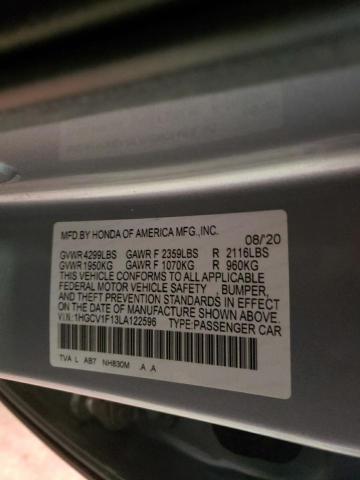 MFD.BY HONDA OF AMERICA MFG.,INC. 08/'20
GVWR 4299LBS GAWR F 2359LBS R 2116LBS
GVWR 1950KG GAWR F 1070KG R 960KG
THIS VEHICLE CONFORMS TO ALL APPLICABLE
FEDERAL MOTOR VEHICLE SAFETY , BUMPER,
AND THEFT PREVENTION STANDARDS IN EFFECT
ON THE DATE OF MANUFACTURE SHOWN ABOVE.
V.I.N.:1HGCV1F13LA122596 TYPE:PASSENGER CAR
TVA L AB7 NH830M A A